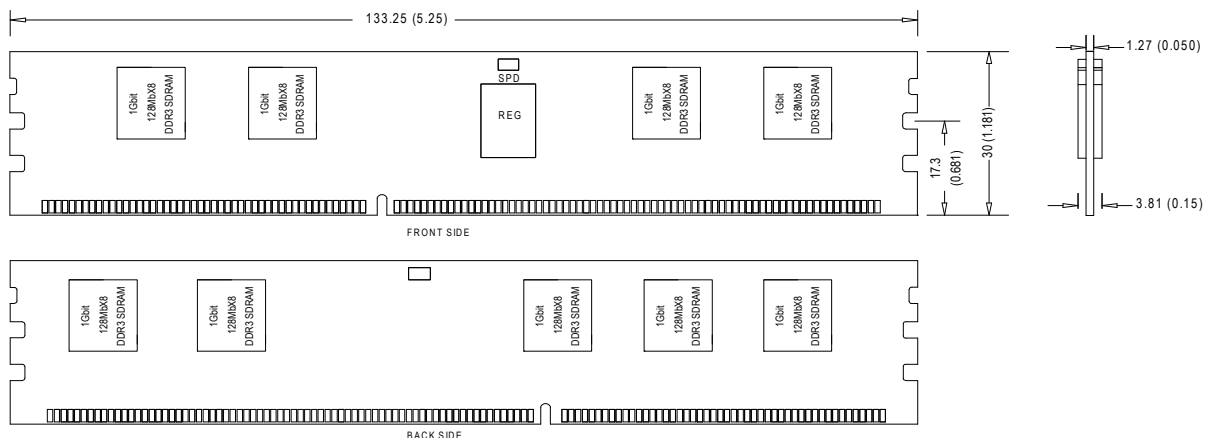 133.25 (5.25)
1.27 (0.050)
SPD
REG
1Gbit
128MbX8
DDR3 SDRAM
1Gbit
128MbX8
DDR3 SDRAM
1Gbit
128MbX8
DDR3 SDRAM
1Gbit
128MbX8
DDR3 SDRAM
17.3
(0.681)
30 (1.181)
3.81 (0.15)
FRONT SIDE
1Gbit
128MbX8
DDR3 SDRAM
1Gbit
128MbX8
DDR3 SDRAM
1Gbit
128MbX8
DDR3 SDRAM
1Gbit
128MbX8
DDR3 SDRAM
1Gbit
128MbX8
DDR3 SDRAM
BACK SIDE